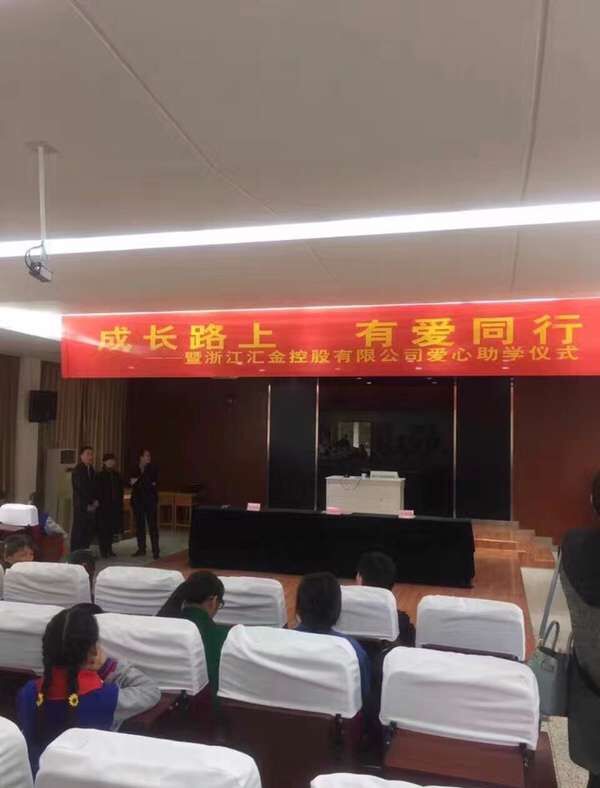 成长路上 有爱同行
——暨浙江汇金控股有限公司爱心助学仪式